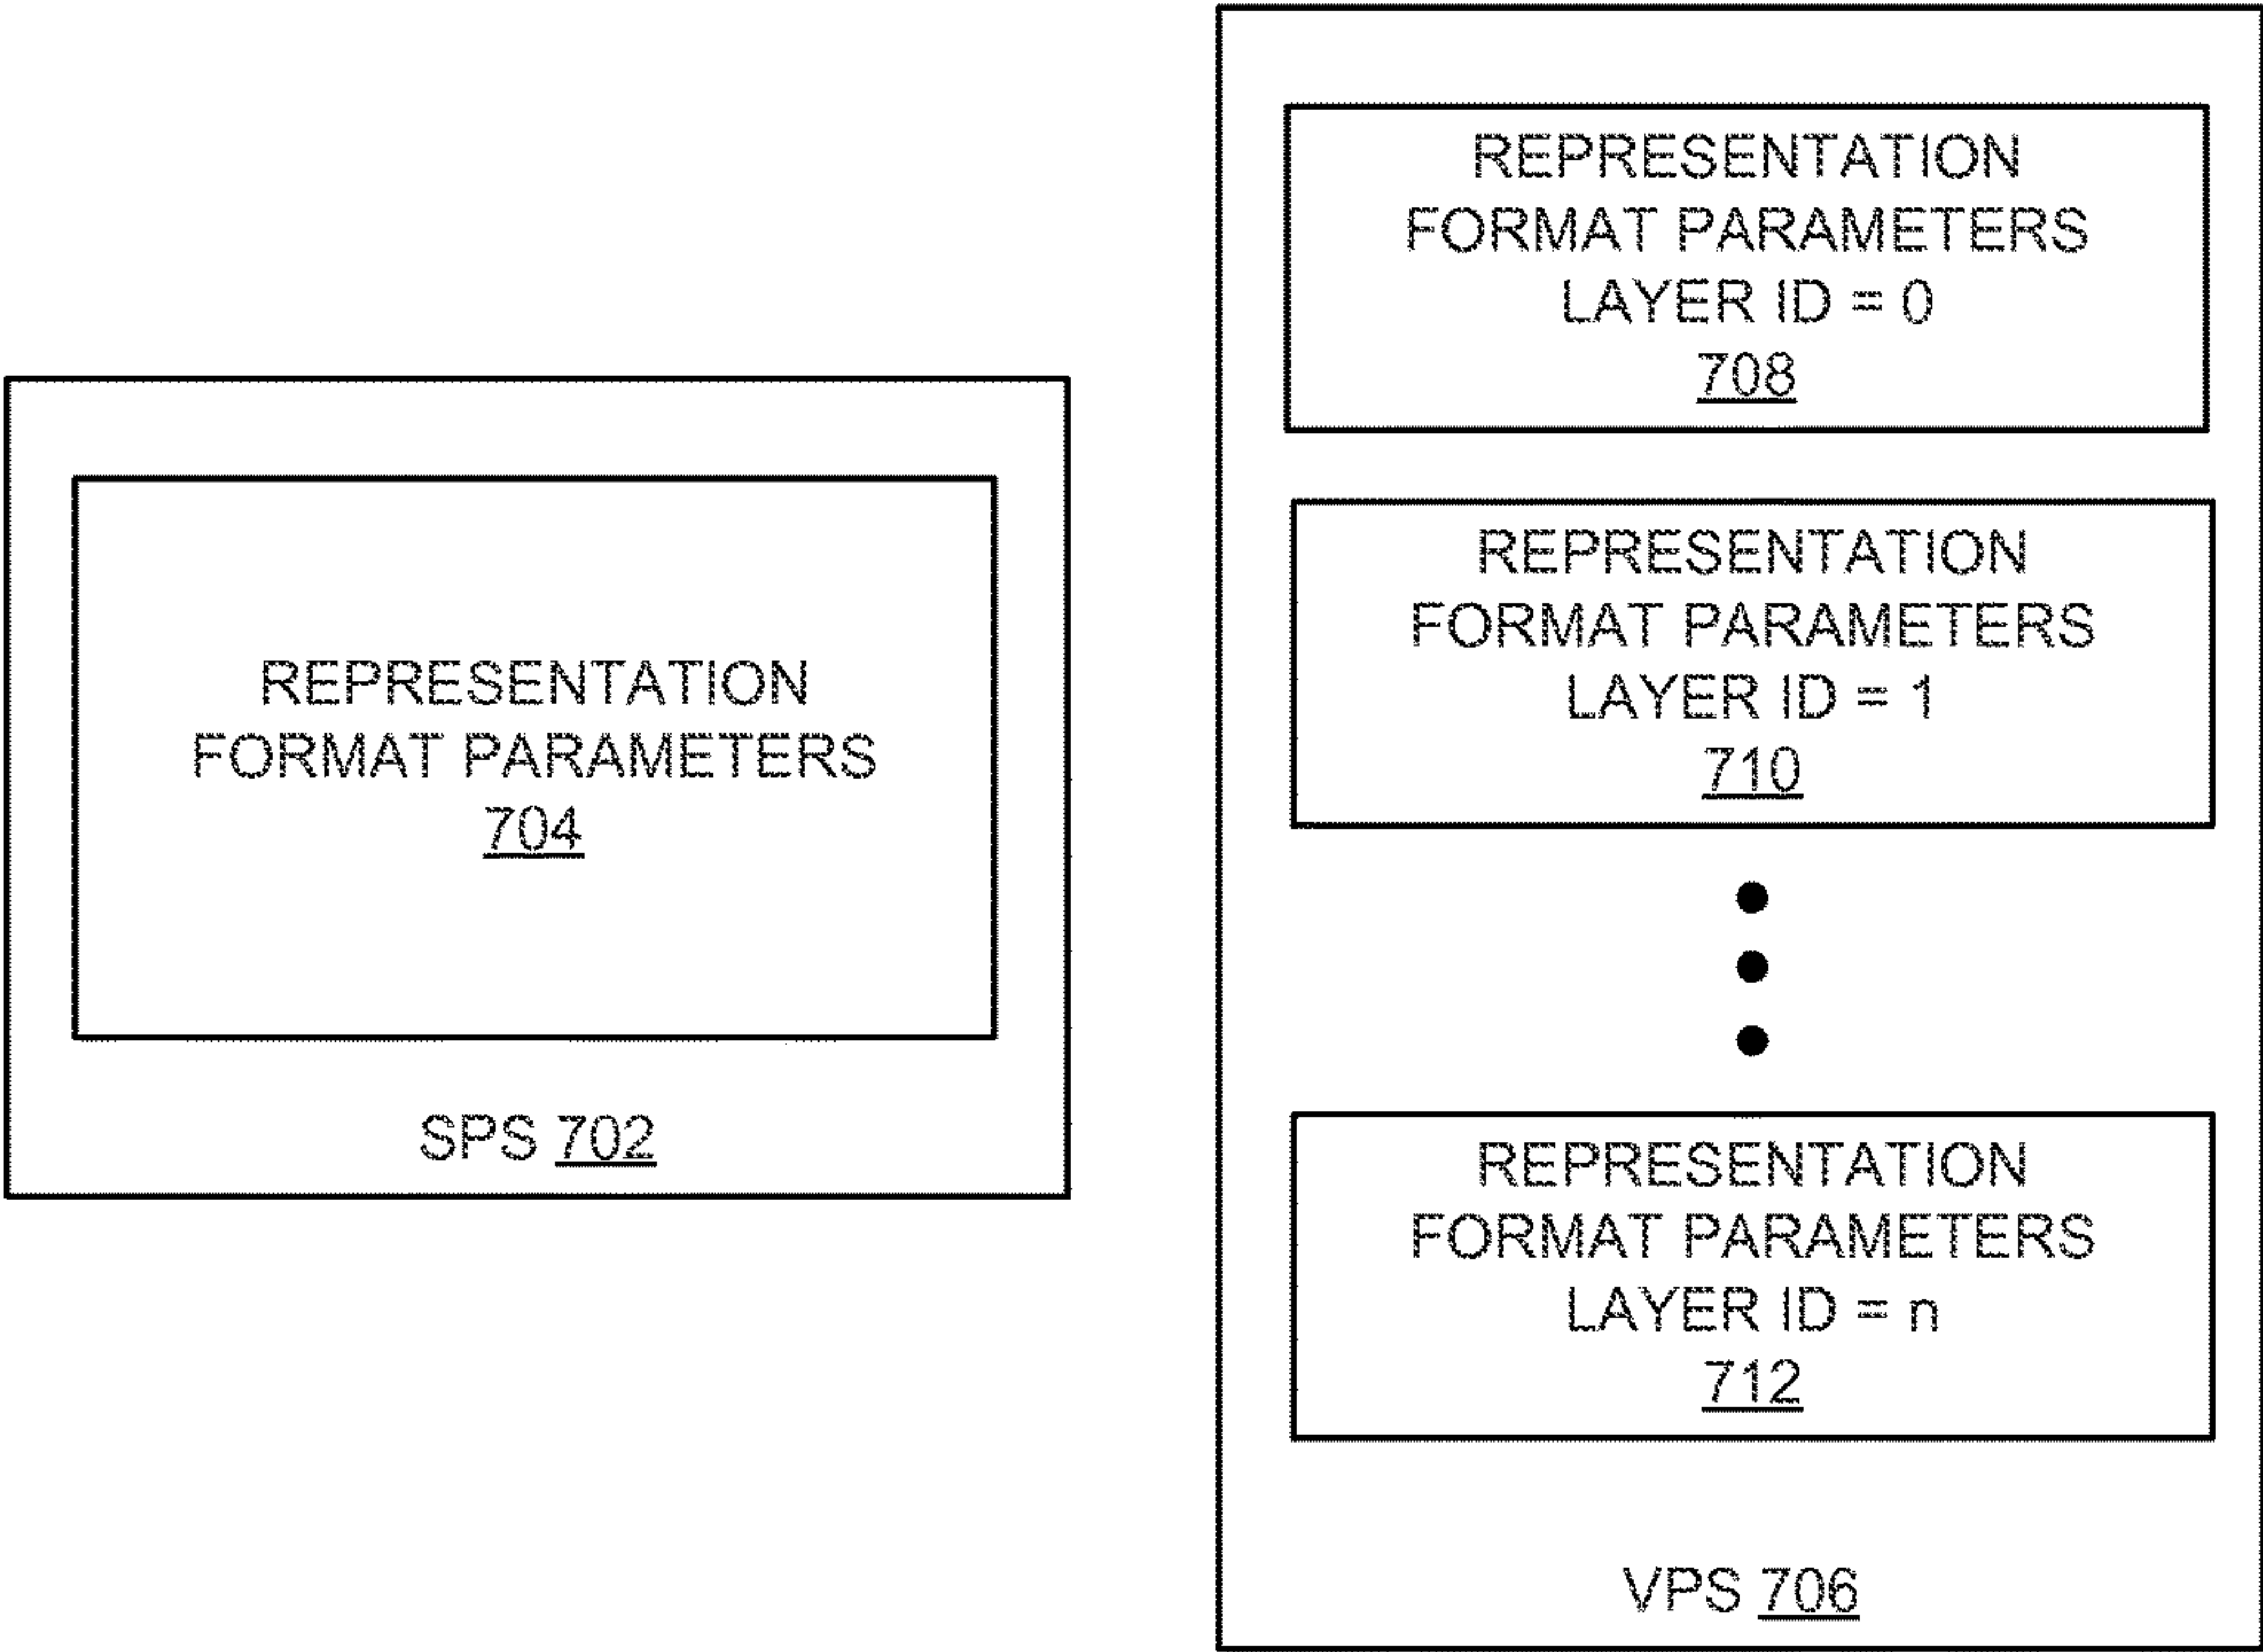 REPRESENTATION
FORMAT PARAMETERS
704
SPS 702
REPRESENTATION
FORMAT PARAMETERS
LAYER ID = 0
708
REPRESENTATION
FORMAT PARAMETERS
LAYER ID = 1
710
REPRESENTATION
FORMAT PARAMETERS
LAYER ID = n
712
VPS 706